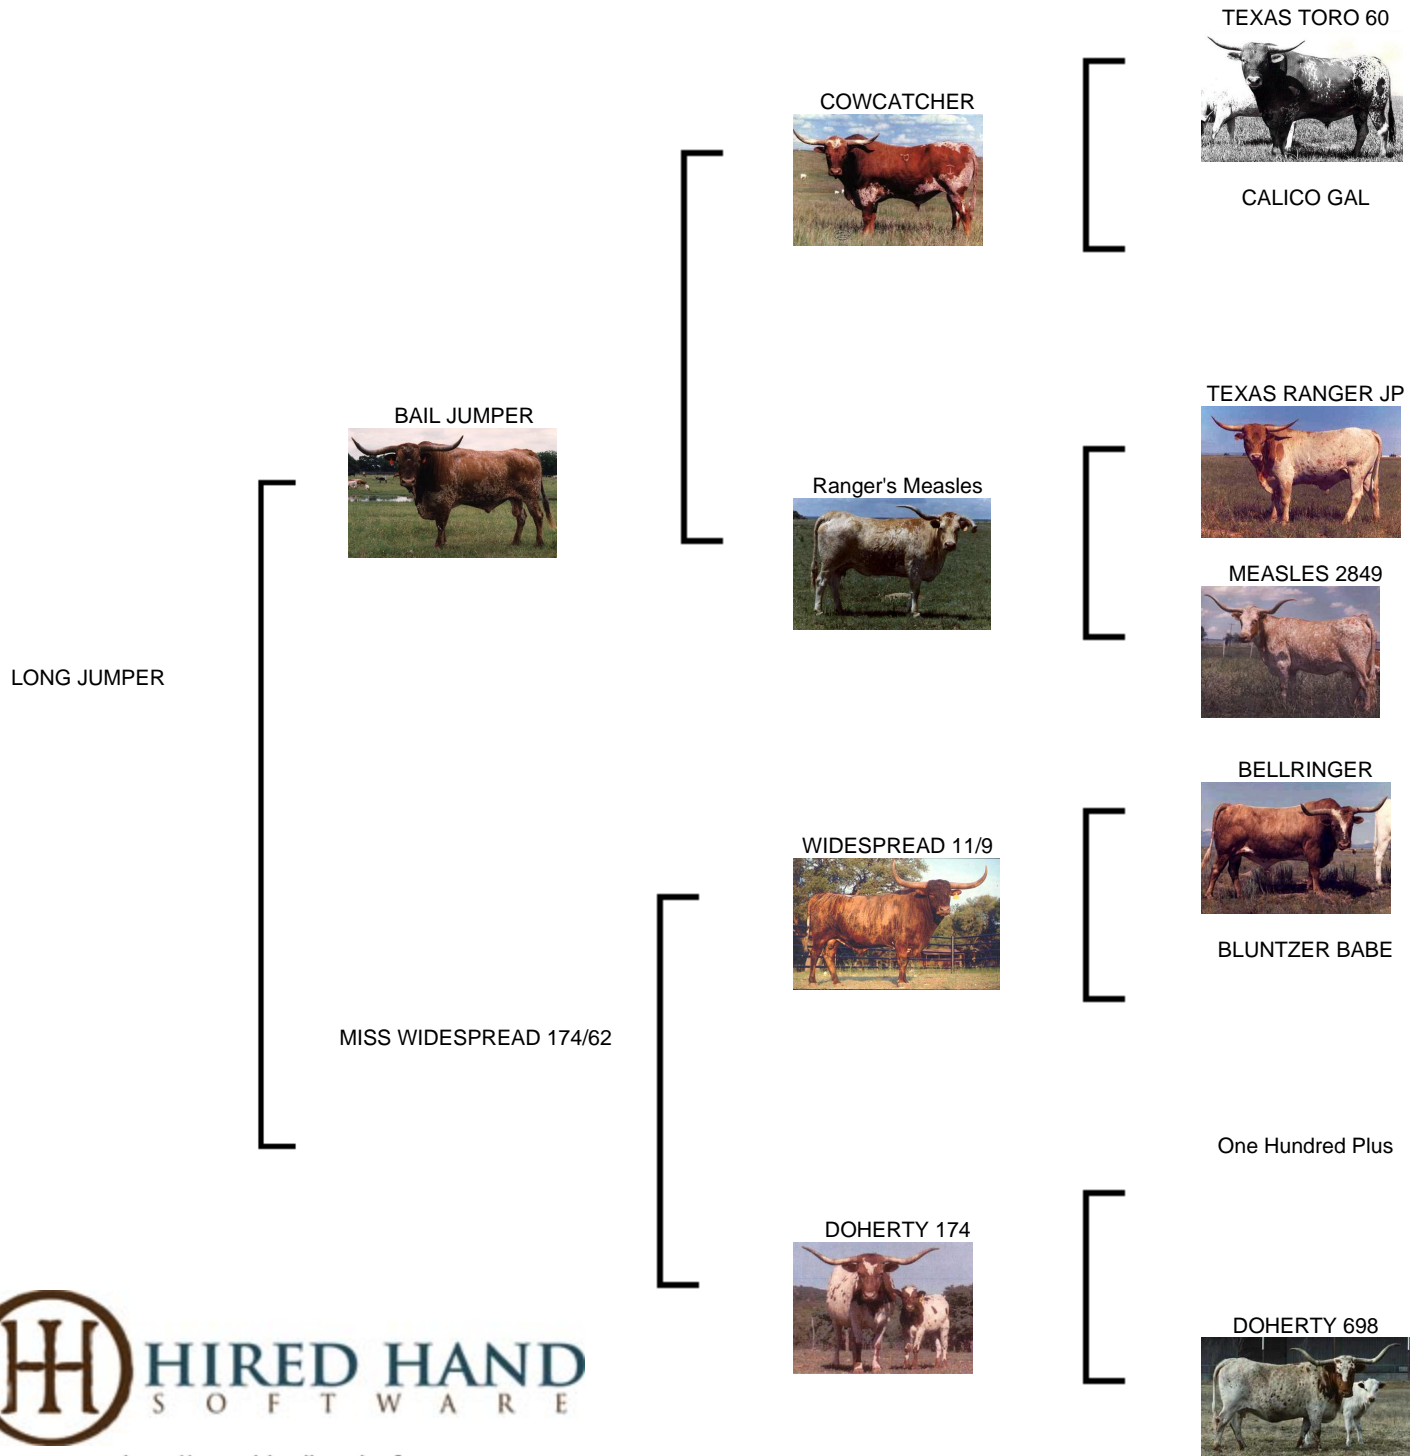 TEXAS TORO 60
COWCATCHER
CALICO GAL
TEXAS RANGER JP
BAIL JUMPER
Ranger's Measles
MEASLES 2849
LONG JUMPER
BELLRINGER
WIDESPREAD 11/9
BLUNTZER BABE
MISS WIDESPREAD 174/62
One Hundred Plus
DOHERTY 174
DOHERTY 698
HIRED HAND
SOFTWARE